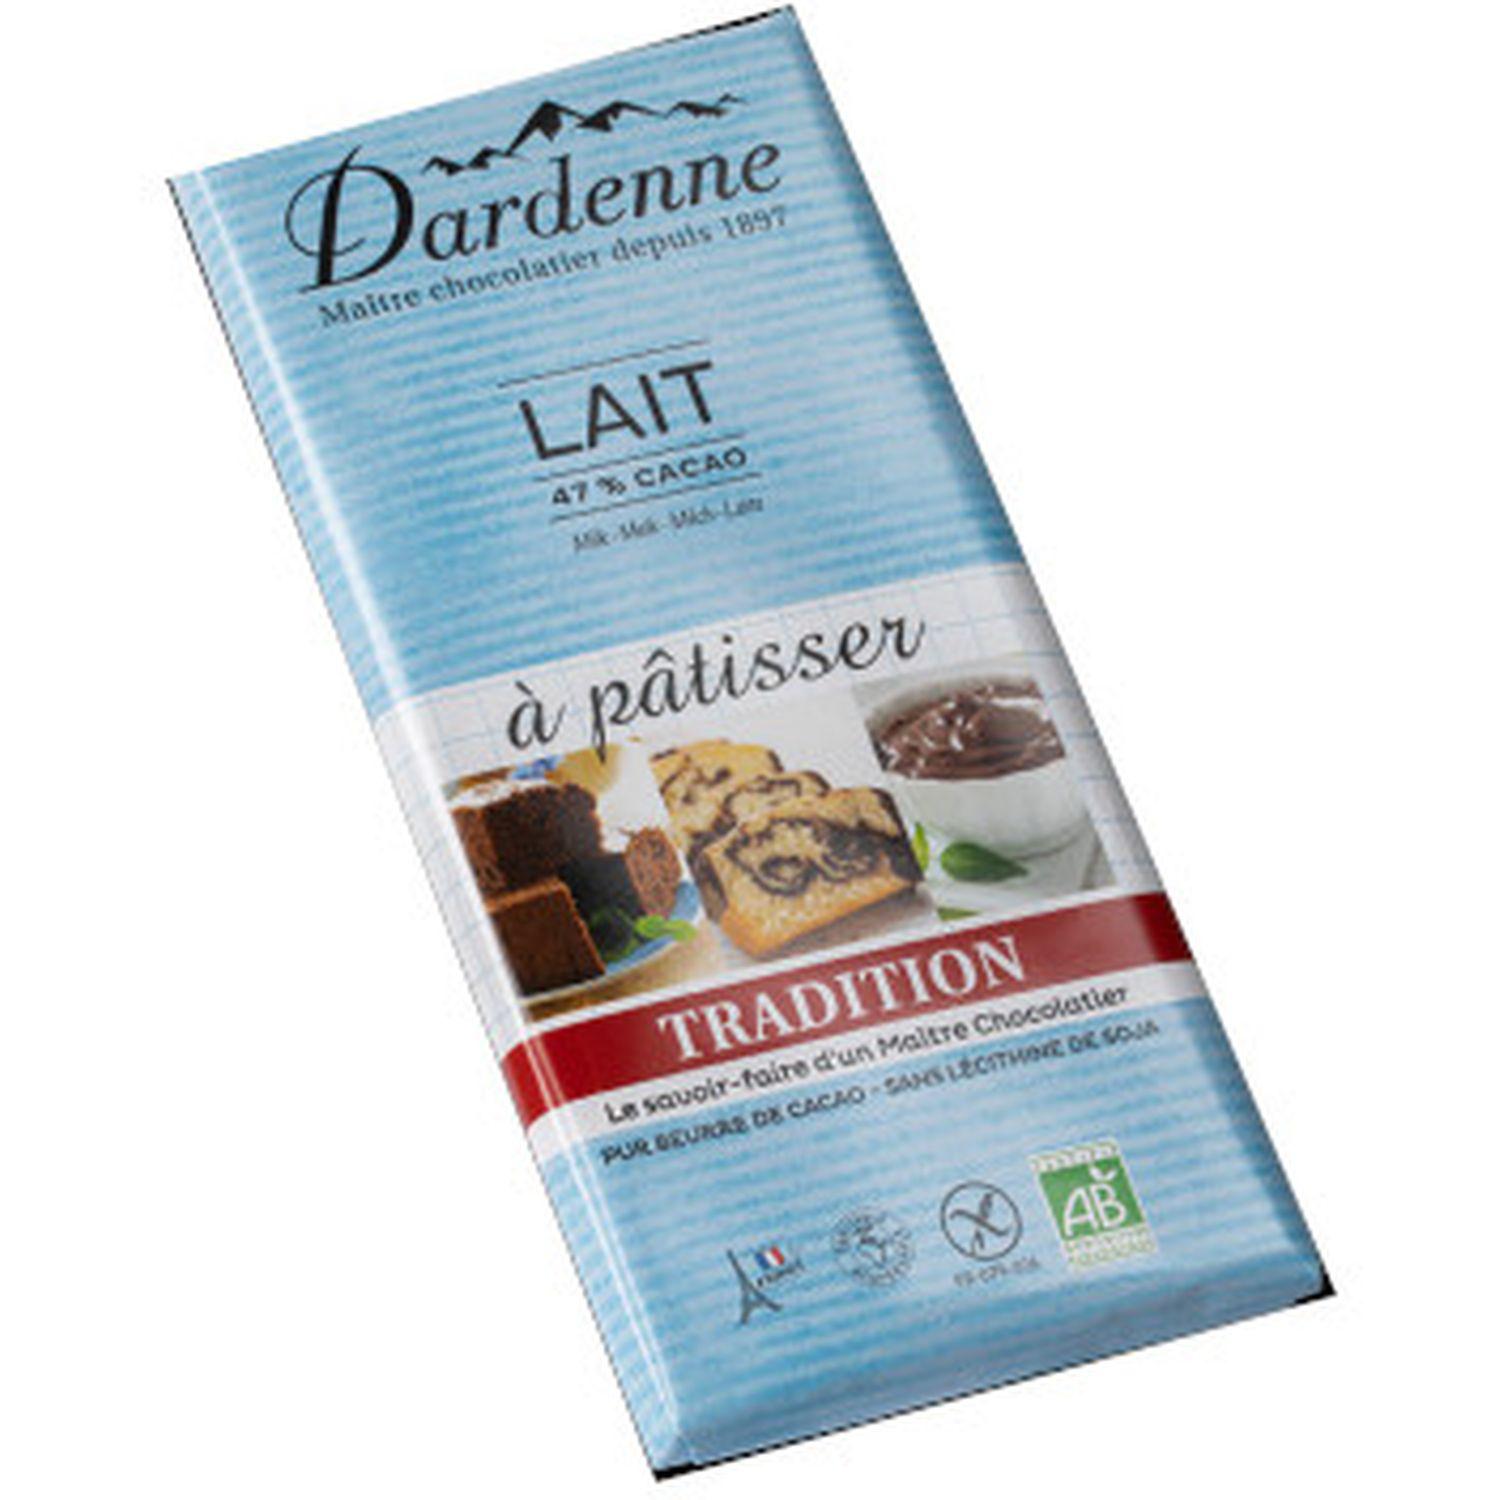 Dardenne
Maître chocolatier depuis 1897
LAIT
47 % CACAO
à pâtisser
TRADITION
Le savoir-faire d'un Maître Chocolatier
PUR BEURRE DE CACAO - SANS LÉCITHINE DE SOJA
AB